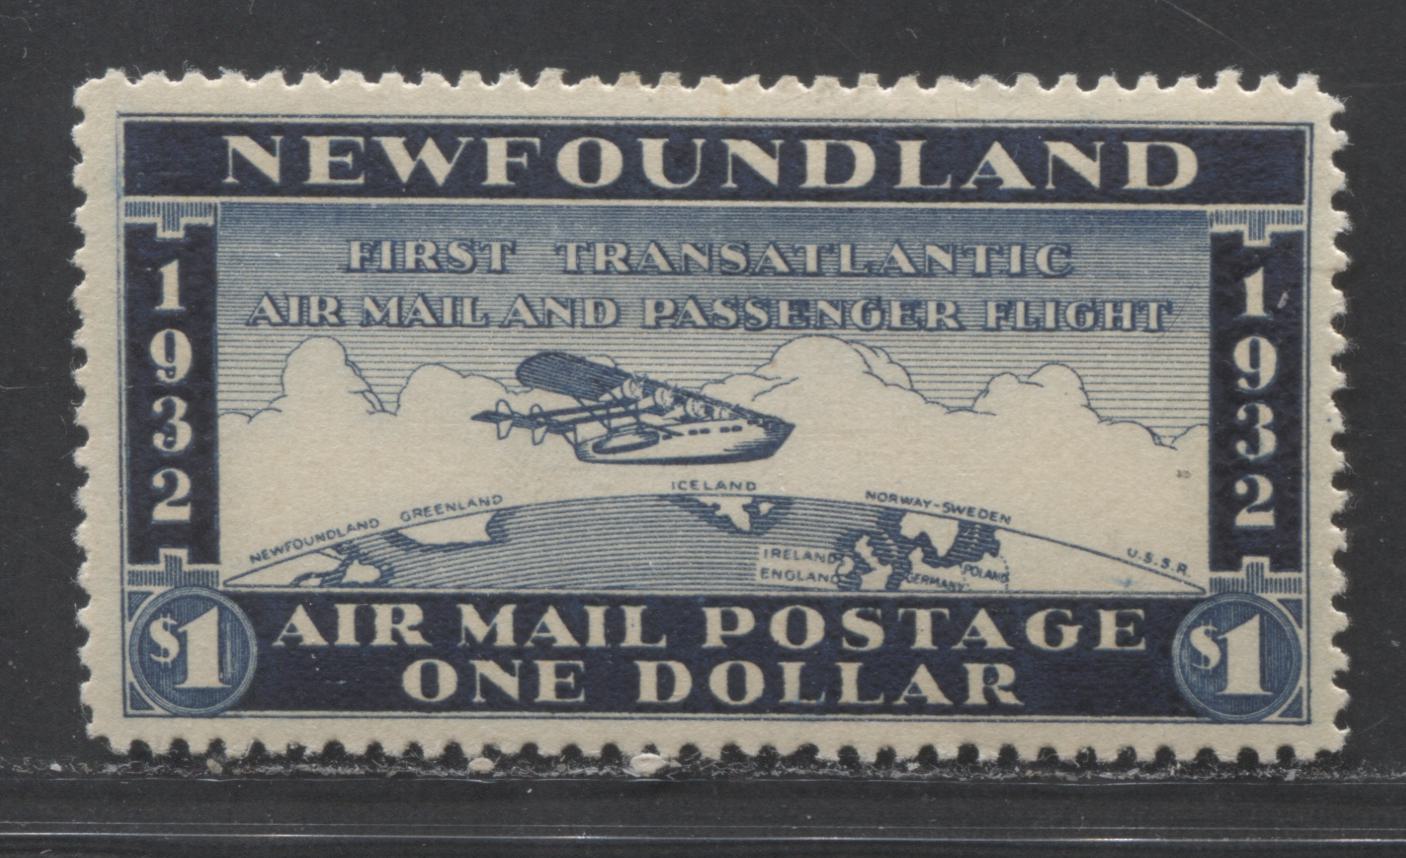 NEWFOUNDLAND
FIRST TRANSATLANTIC
AIR MAIL AND PASSENGER FLIGHT
1932
1932
ICELAND
NEWFOUNDLAND
GREENLAND
NORWAY-SWEDEN
U.S.S.R.
IRELAND
ENGLAND
GERMANY
POLAND
$1
AIR MAIL POSTAGE
ONE DOLLAR
$1